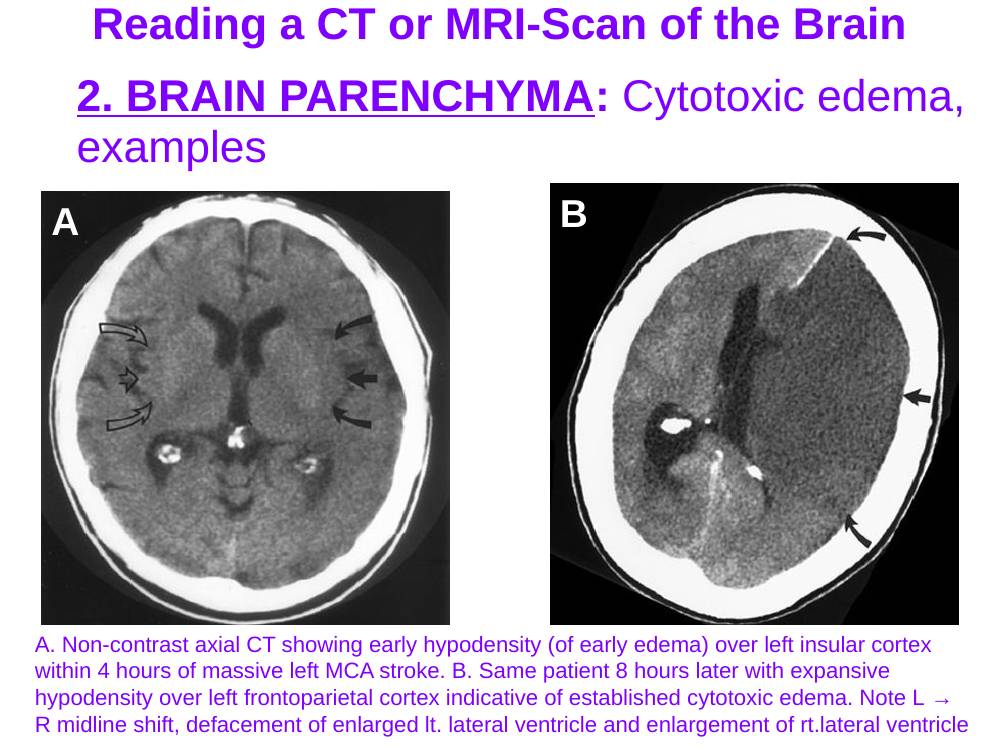 Reading a CT or MRI-Scan of the Brain
2. BRAIN PARENCHYMA: Cytotoxic edema,
examples
A
B
A. Non-contrast axial CT showing early hypodensity (of early edema) over left insular cortex
within 4 hours of massive left MCA stroke. B. Same patient 8 hours later with expansive
hypodensity over left frontoparietal cortex indicative of established cytotoxic edema. Note L →
R midline shift, defacement of enlarged lt. lateral ventricle and enlargement of rt.lateral ventricle